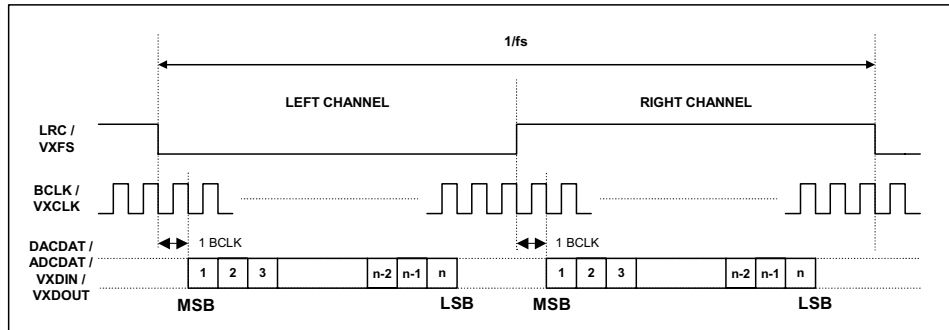 1/fs
LEFT CHANNEL
RIGHT CHANNEL
LRC /
VXFS
BCLK /
VXCLK
1 BCLK
1 BCLK
DACDAT /
ADCDAT /
VXDIN /
VXDOUT
1 2 3 n-2 n-1 n
1 2 3 n-2 n-1 n
MSB
LSB
MSB
LSB